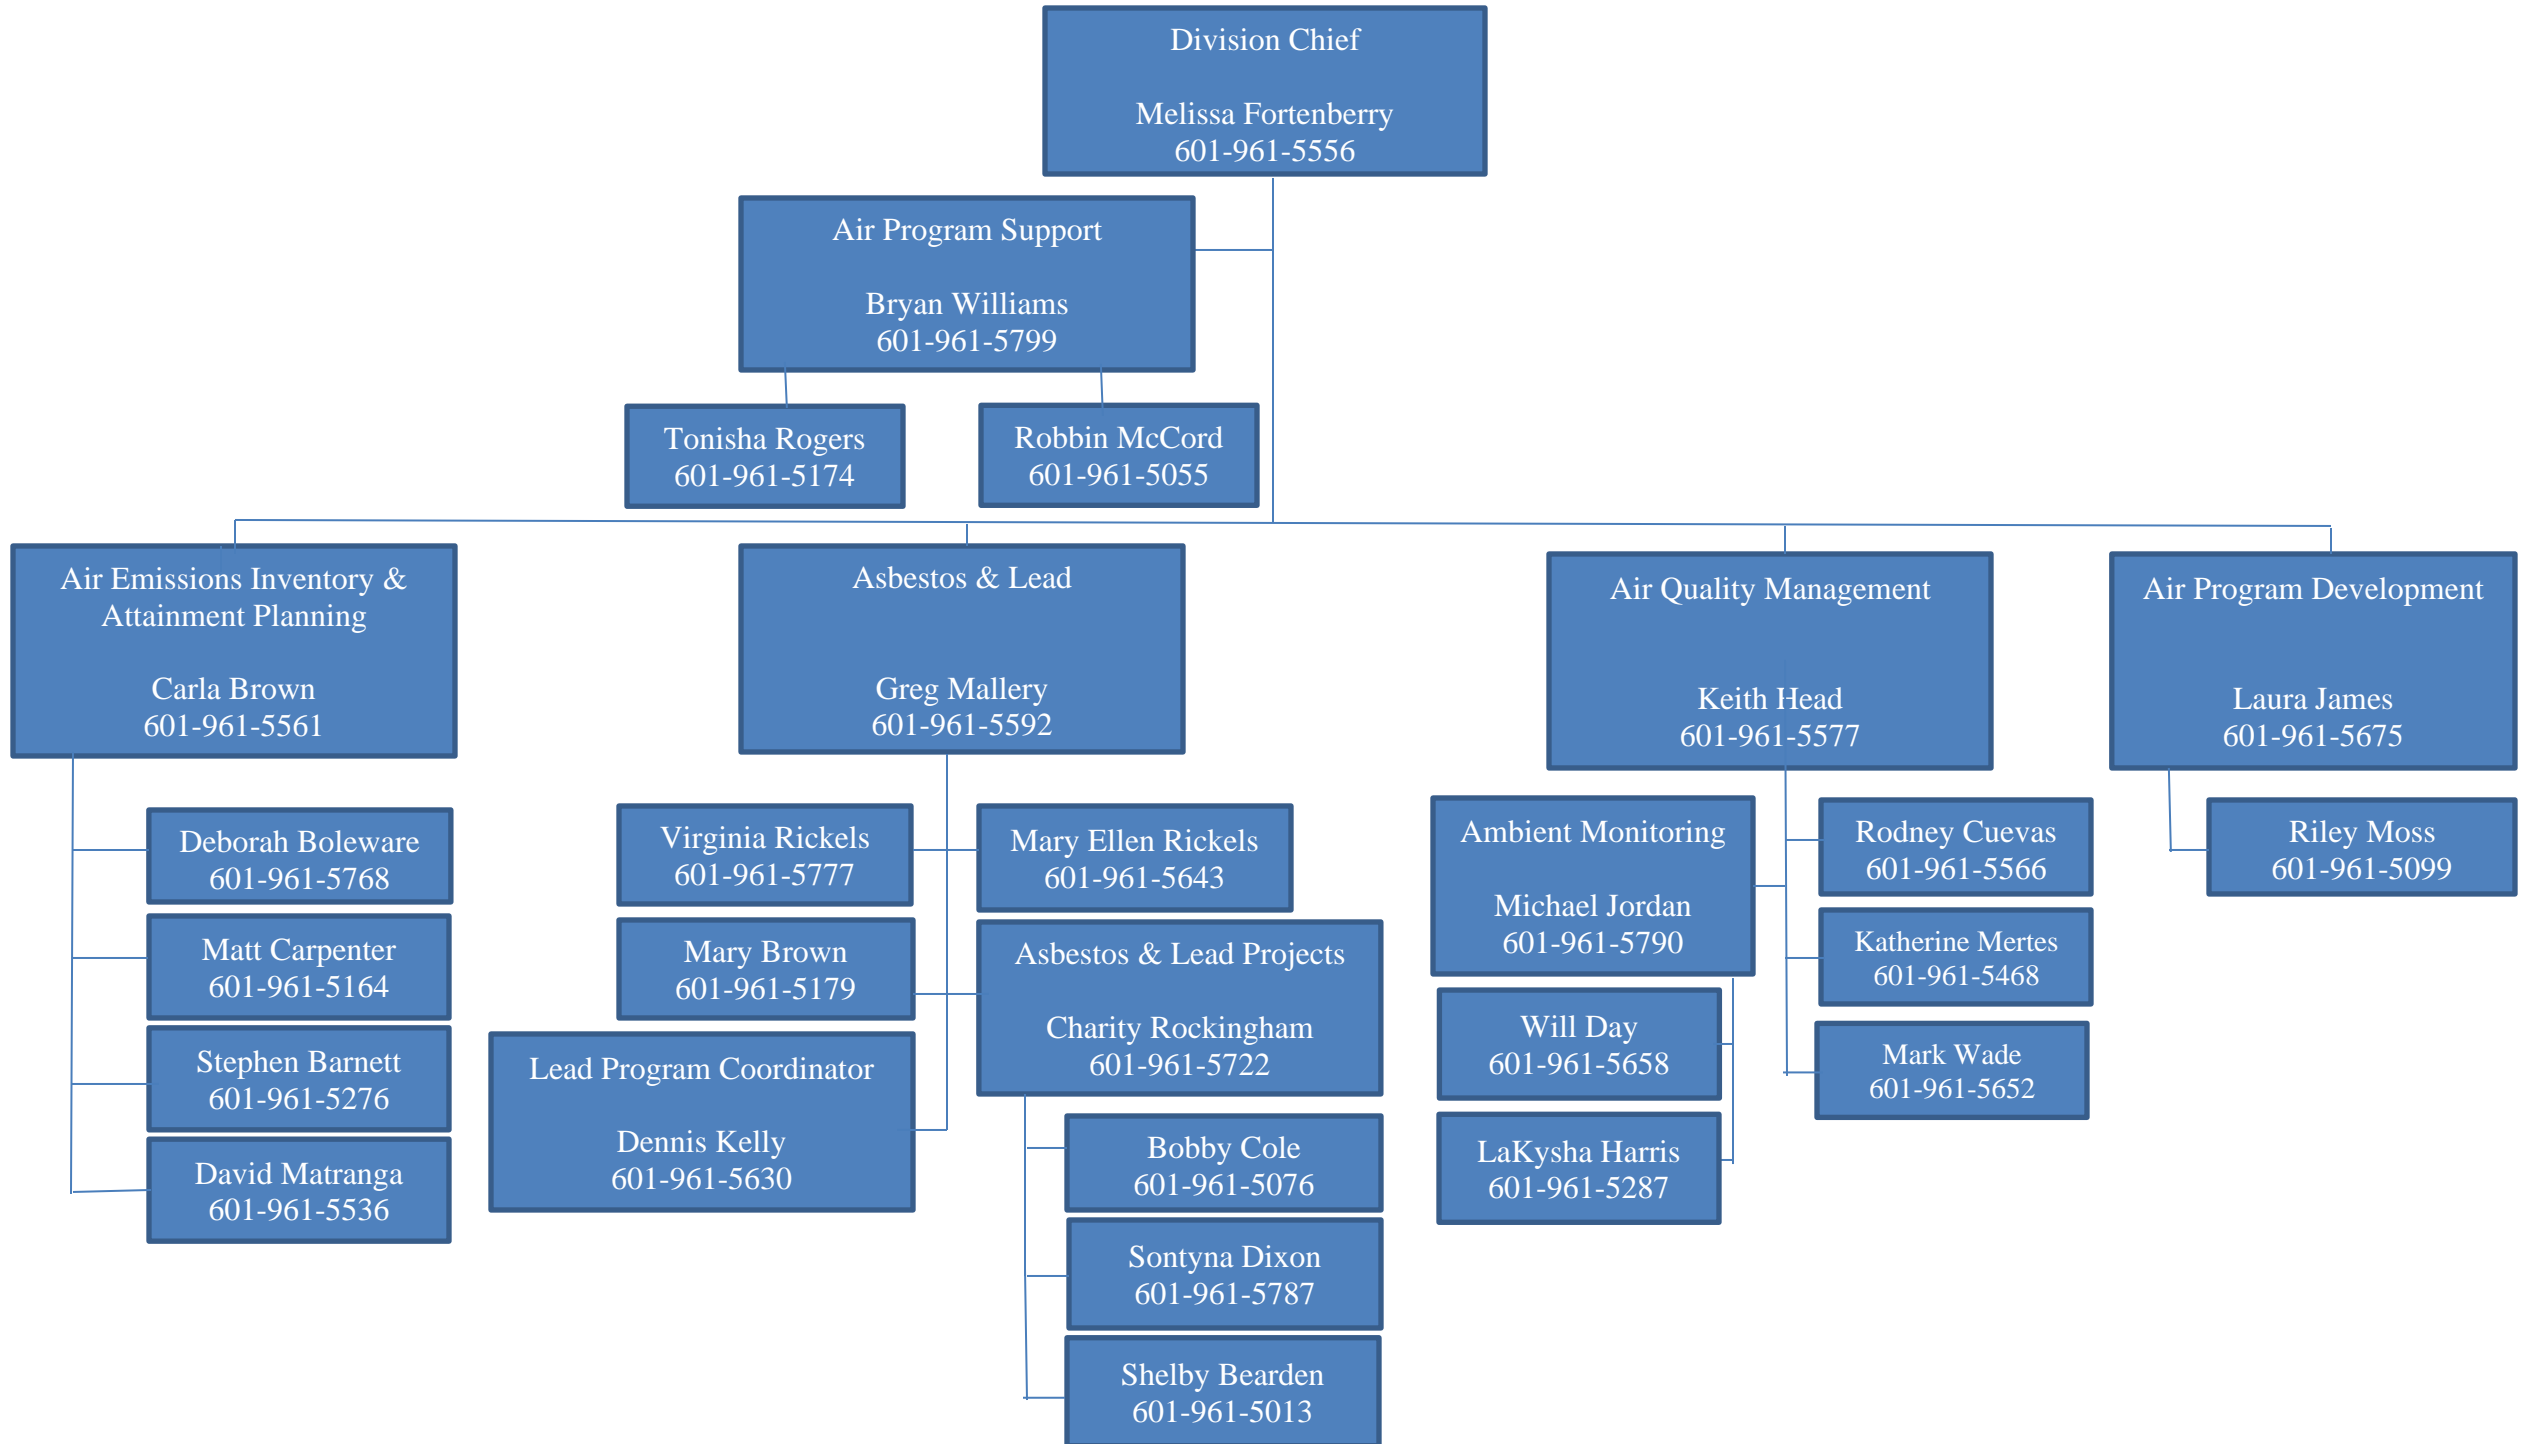 Division Chief
Melissa Fortenberry
601-961-5556
Air Program Support
Bryan Williams
601-961-5799
Tonisha Rogers
601-961-5174
Robbin McCord
601-961-5055
Air Emissions Inventory &
Attainment Planning
Carla Brown
601-961-5561
Deborah Boleware
601-961-5768
Matt Carpenter
601-961-5164
Stephen Barnett
601-961-5276
David Matranga
601-961-5536
Asbestos & Lead
Greg Mallery
601-961-5592
Virginia Rickels
601-961-5777
Mary Brown
601-961-5179
Lead Program Coordinator
Dennis Kelly
601-961-5630
Mary Ellen Rickels
601-961-5643
Asbestos & Lead Projects
Charity Rockingham
601-961-5722
Bobby Cole
601-961-5076
Sontyna Dixon
601-961-5787
Shelby Bearden
601-961-5013
Air Quality Management
Keith Head
601-961-5577
Ambient Monitoring
Michael Jordan
601-961-5790
Will Day
601-961-5658
LaKysha Harris
601-961-5287
Rodney Cuevas
601-961-5566
Katherine Mertes
601-961-5468
Mark Wade
601-961-5652
Air Program Development
Laura James
601-961-5675
Riley Moss
601-961-5099